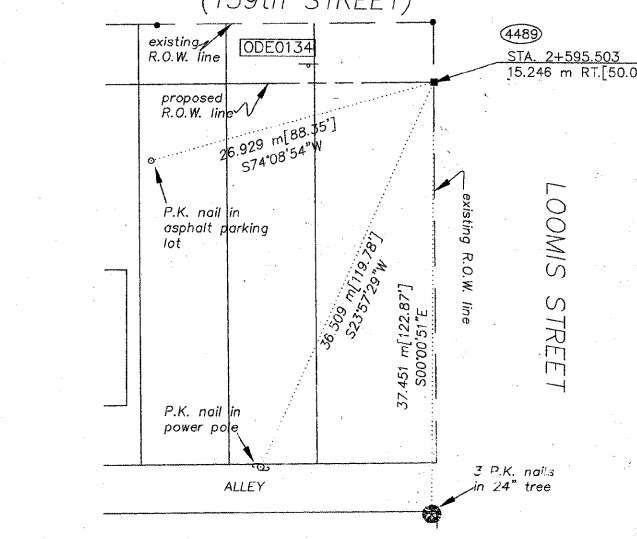 (159th STREET)
existing
R.O.W. line
ODE0134
4489
STA. 2+595.503
15.246 m RT.[50.0
proposed
R.O.W. line
26.929 m[88.35']
S74°08'54"W
P.K. nail in
asphalt parking
lot
existing R.O.W. line
LOOMIS STREET
36.509 m[119.78']
S23°57'29"W
37.451 m[122.87']
S00°00'51"E
P.K. nail in
power pole
ALLEY
3 P.K. nails
in 24" tree